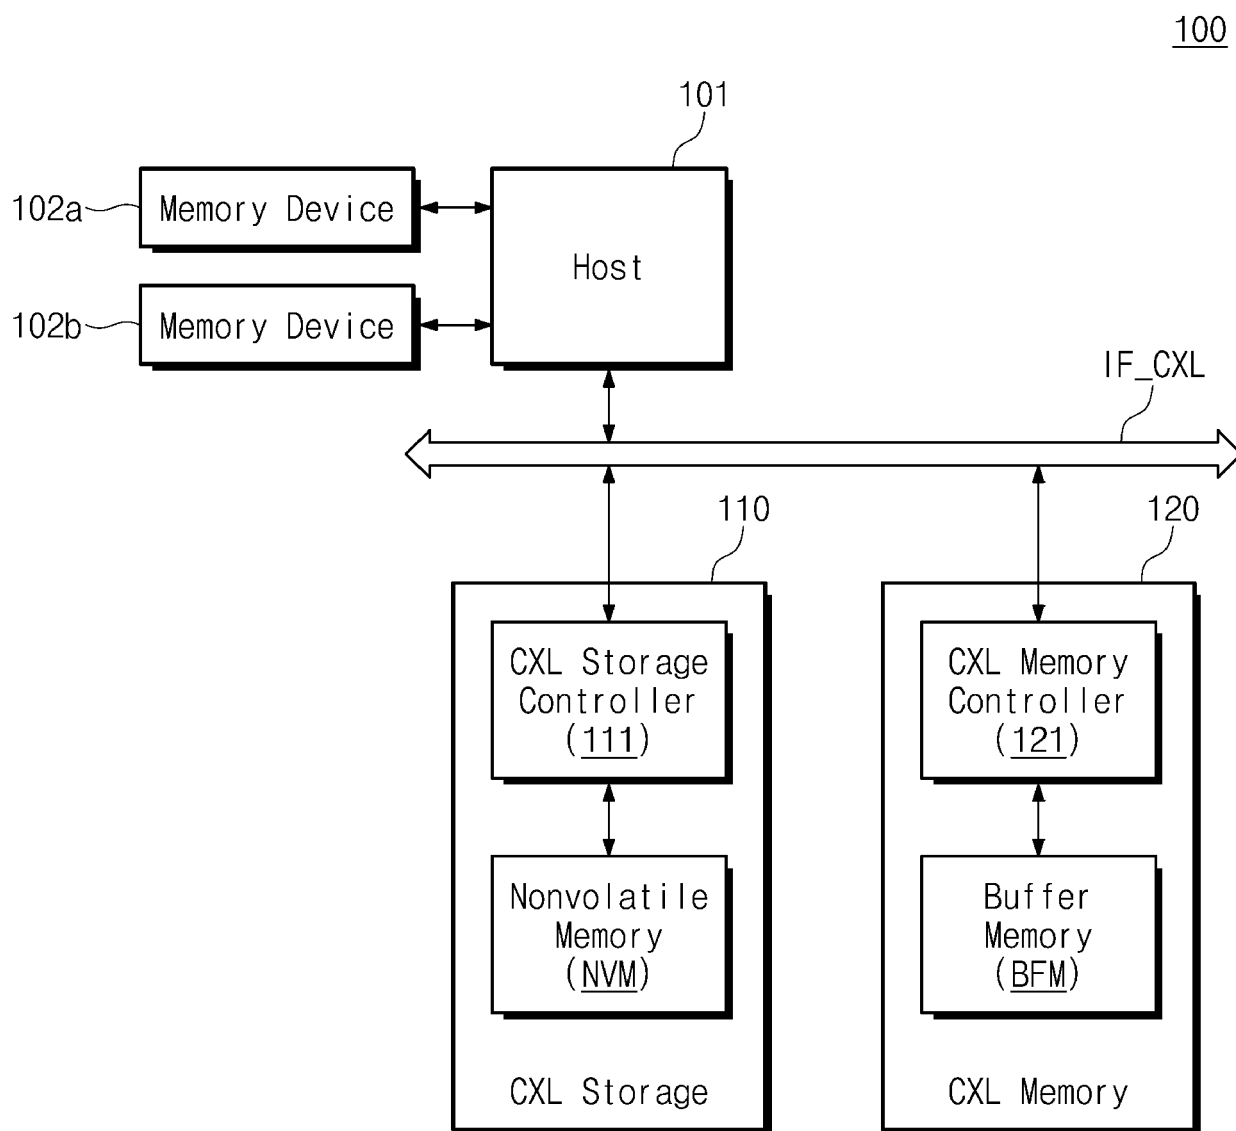 100
101
102a
Memory Device
Host
102b
Memory Device
IF_CXL
110
120
CXL Storage
Controller
(111)
CXL Memory
Controller
(121)
Nonvolatile
Memory
(NVM)
Buffer
Memory
(BFM)
CXL Storage
CXL Memory